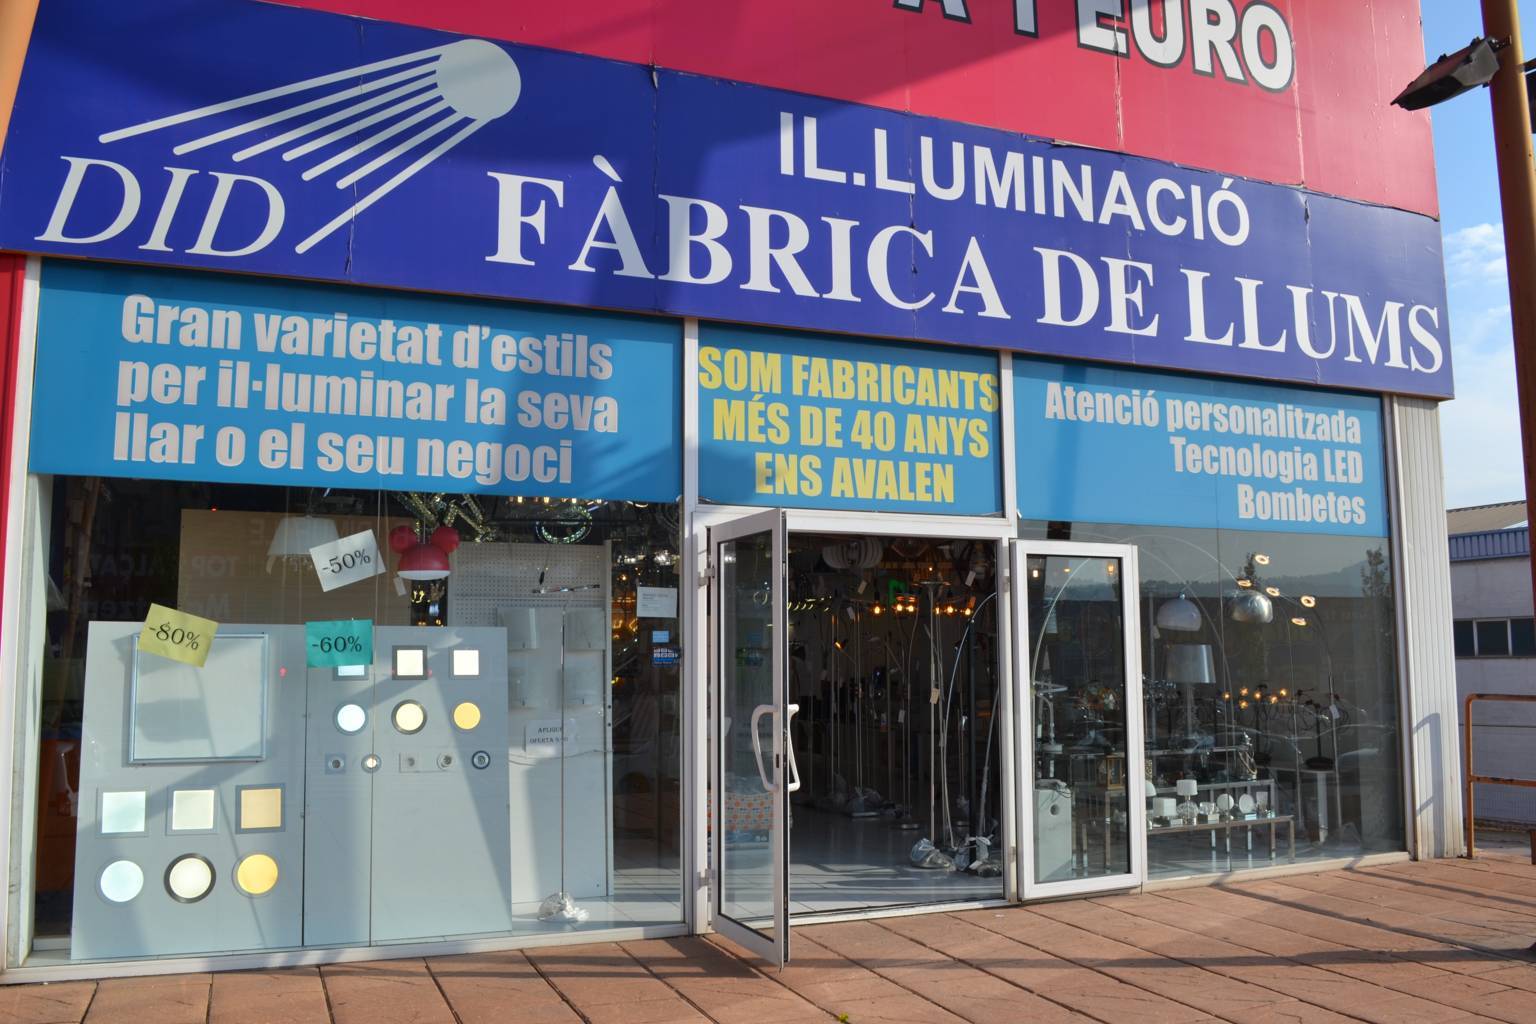 A 1 EURO
DID
IL.LUMINACIÓ
FÀBRICA DE LLUMS
Gran varietat d'estils
per il·luminar la seva
llar o el seu negoci
SOM FABRICANTS
MÉS DE 40 ANYS
ENS AVALEN
Atenció personalitzada
Tecnologia LED
Bombetes
-50%
-80%
-60%
OFERTA